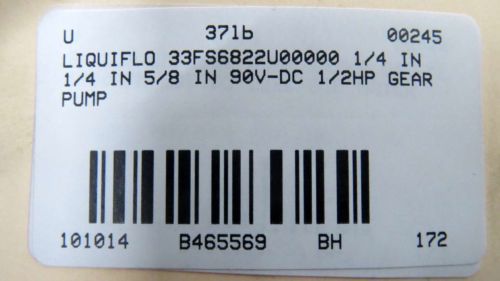 U 37lb 00245
LIQUIFLO 33FS6822U00000 1/4 IN
1/4 IN 5/8 IN 90V-DC 1/2HP GEAR
PUMP
101014 B465569 BH 172